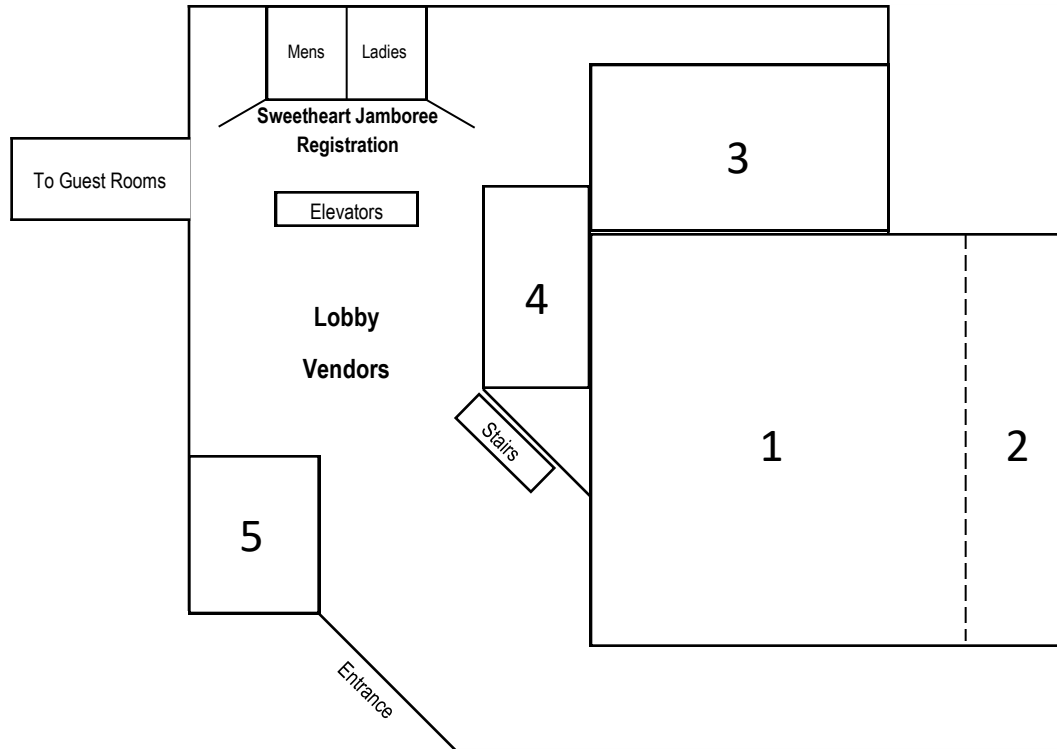 Mens
Ladies
Sweetheart Jamboree
Registration
3
To Guest Rooms
Elevators
4
Lobby
Vendors
Stairs
1
2
5
Entrance